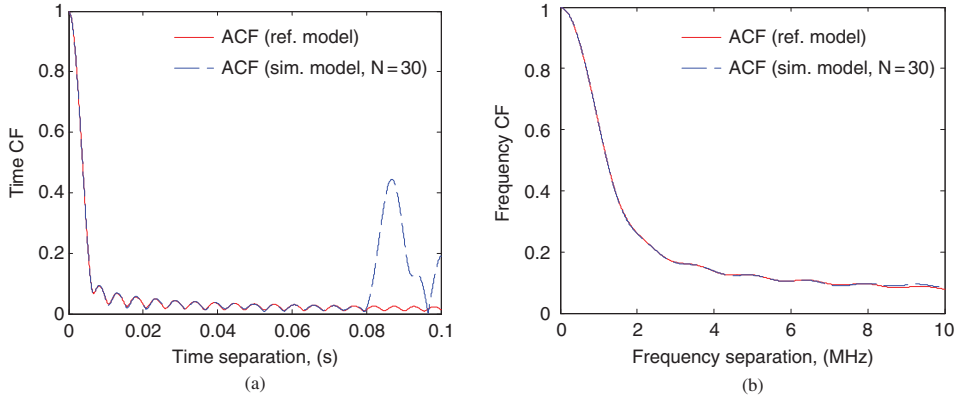 1
0.8
0.6
0.4
0.2
0
Time CF
ACF (ref. model)
ACF (sim. model, N = 30)
0
0.02
0.04
0.06
0.08
0.1
Time separation, (s)
(a)
1
0.8
0.6
0.4
0.2
0
Frequency CF
ACF (ref. model)
ACF (sim. model, N = 30)
0
2
4
6
8
10
Frequency separation, (MHz)
(b)